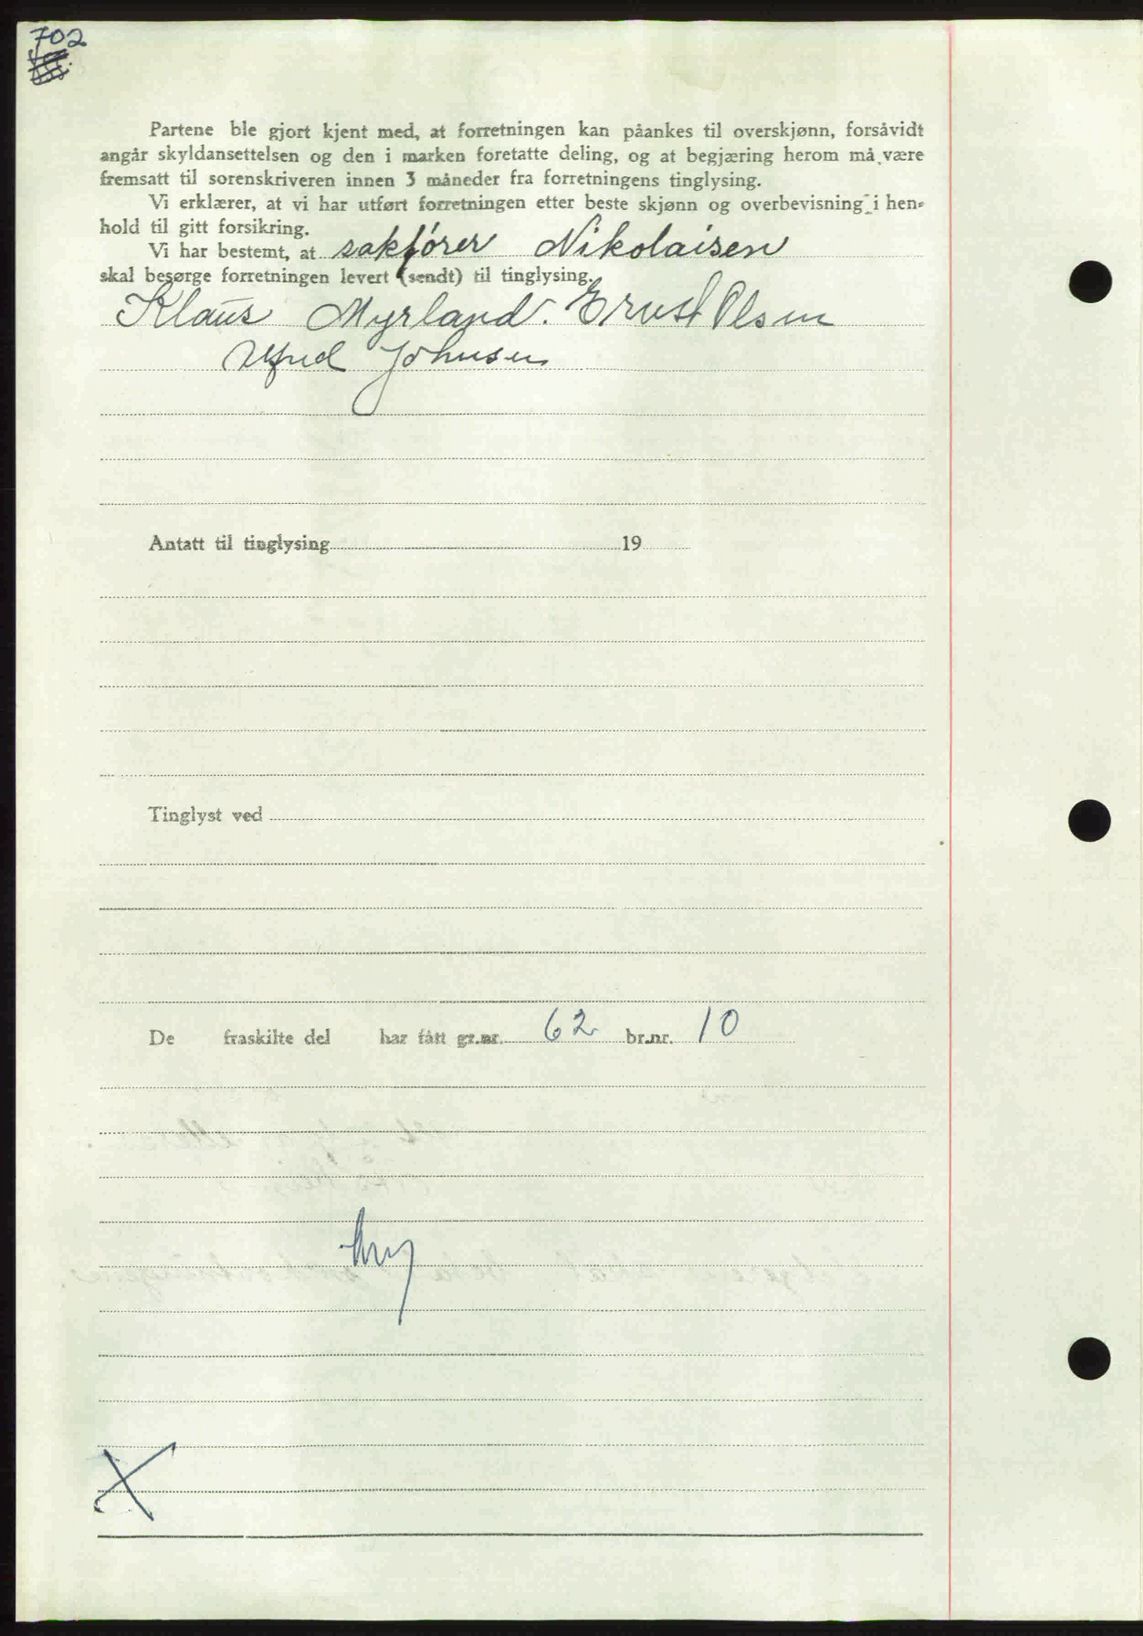 702
Partene ble gjort kjent med, at forretningen kan påankes til overskjønn, forsåvidt
angår skyldansettelsen og den i marken foretatte deling, og at begjæring herom må være
fremsatt til sorenskriveren innen 3 måneder fra forretningens tinglysing.
Vi erklærer, at vi har utført forretningen etter beste skjønn og overbevisning i hen-
hold til gitt forsikring.
Vi har bestemt, at sakfører Nikolaisen
skal besørge forretningen levert (sendt) til tinglysing.
Klaus Myrland. Ernst Olsen
Alfred Johnsen
Antatt til tinglysing 19
Tinglyst ved
De fraskilte del har fått gr.nr. 62 br.nr. 10